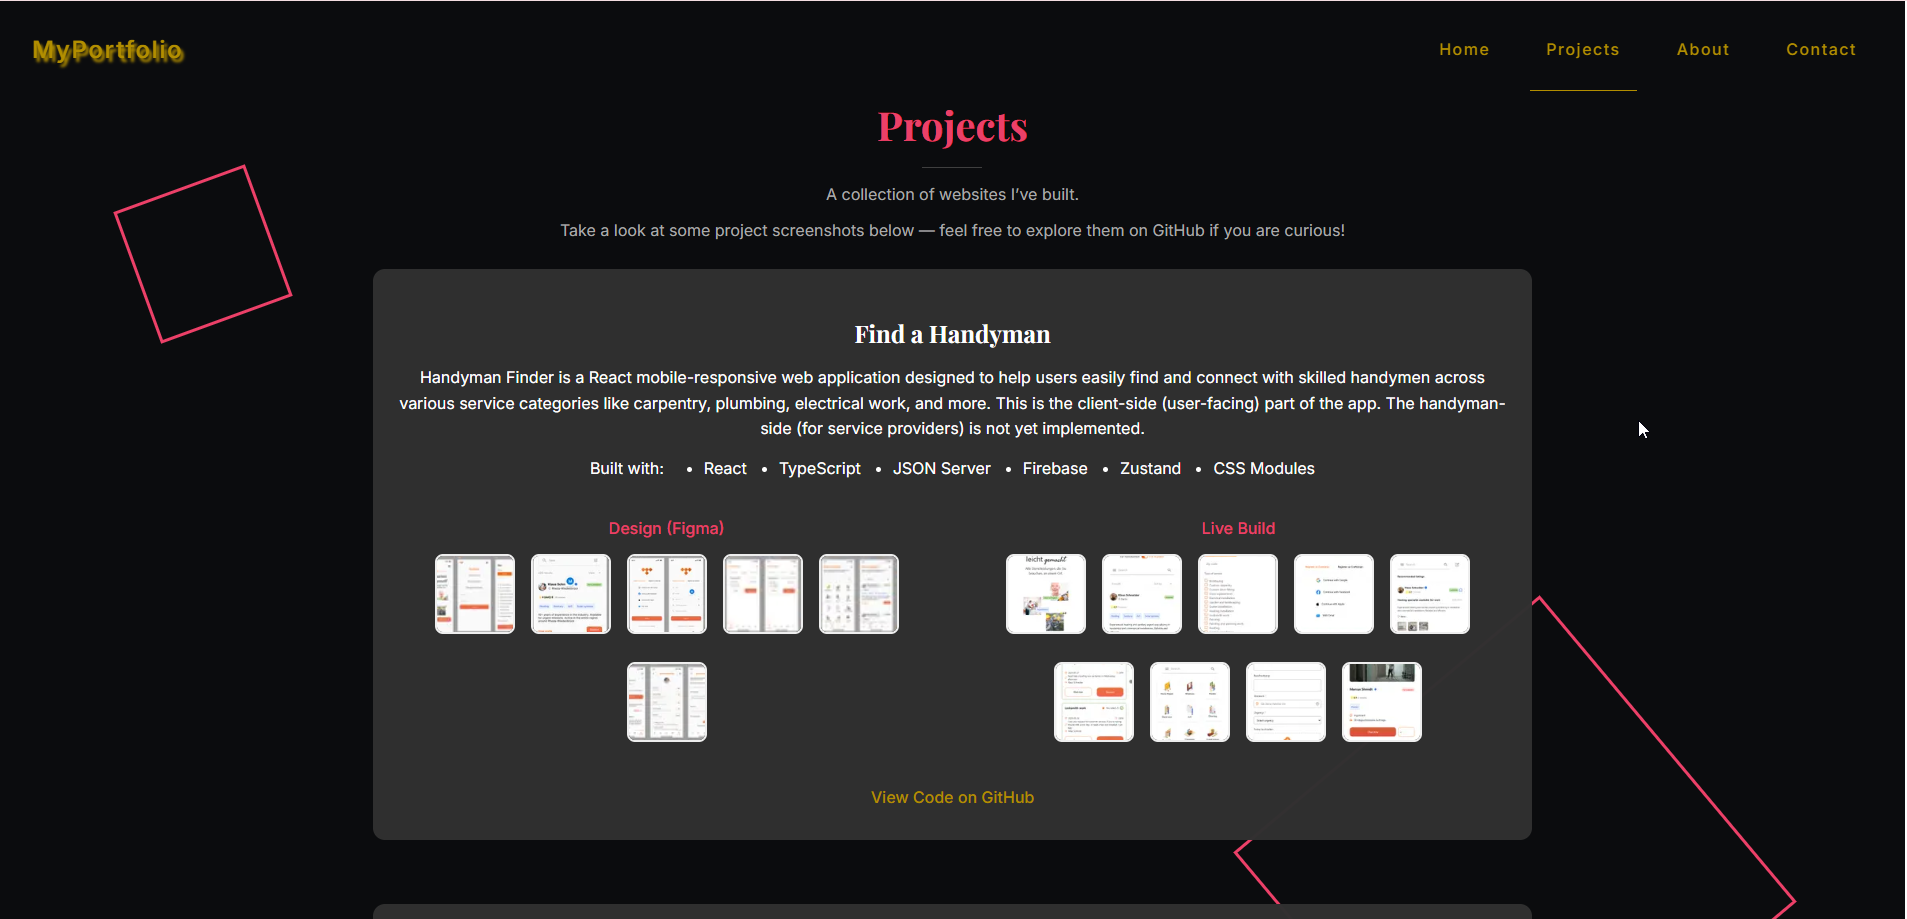 MyPortfolio
Home Projects About Contact
Projects
A collection of websites I’ve built.
Take a look at some project screenshots below — feel free to explore them on GitHub if you are curious!
Find a Handyman
Handyman Finder is a React mobile-responsive web application designed to help users easily find and connect with skilled handymen across
various service categories like carpentry, plumbing, electrical work, and more. This is the client-side (user-facing) part of the app. The handyman-
side (for service providers) is not yet implemented.
Built with: • React • TypeScript • JSON Server • Firebase • Zustand • CSS Modules
Design (Figma)
Live Build
leicht gemacht
View Code on GitHub